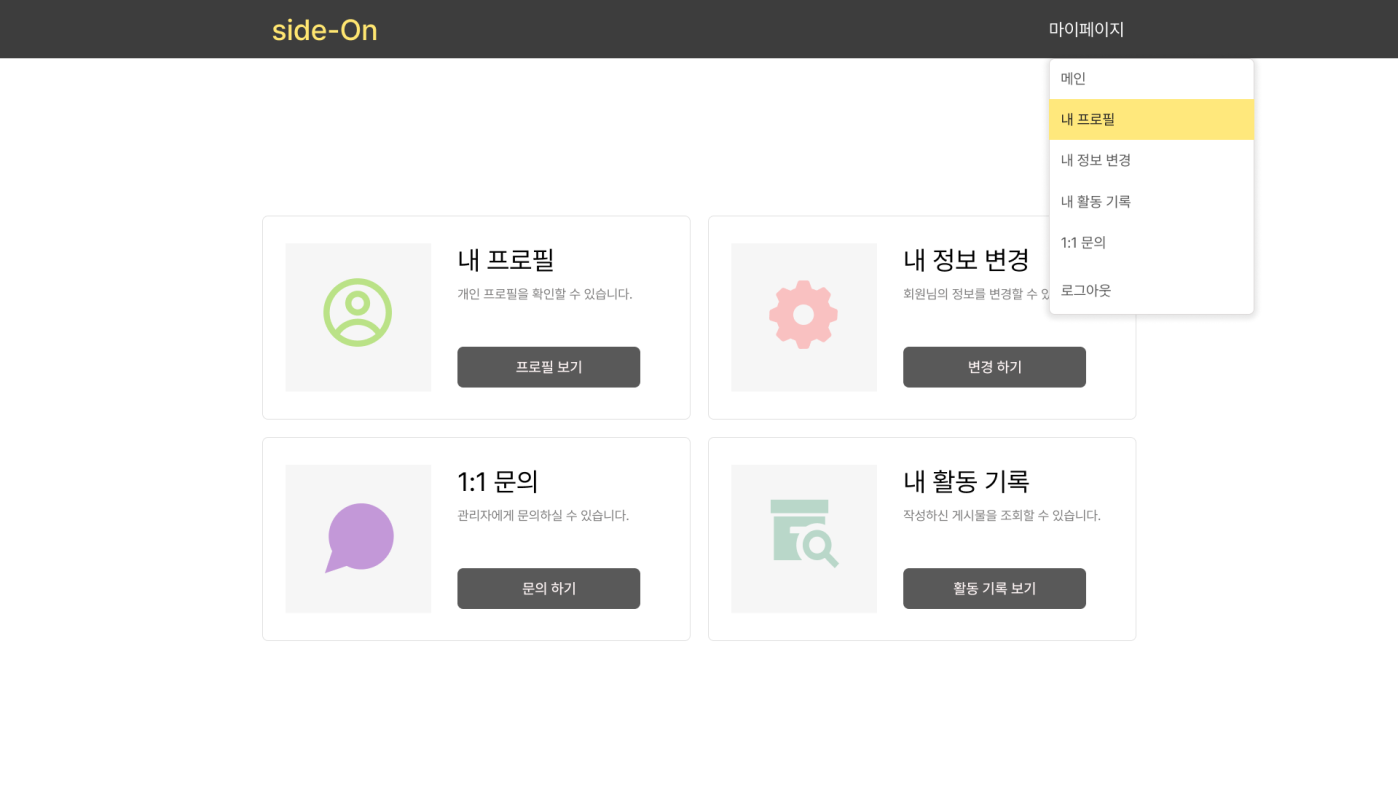 side-On
마이페이지
메인
내 프로필
내 정보 변경
내 활동 기록
1:1 문의
로그아웃
내 프로필
개인 프로필을 확인할 수 있습니다.
프로필 보기
내 정보 변경
회원님의 정보를 변경할 수
변경 하기
1:1 문의
관리자에게 문의하실 수 있습니다.
문의 하기
내 활동 기록
작성하신 게시물을 조회할 수 있습니다.
활동 기록 보기